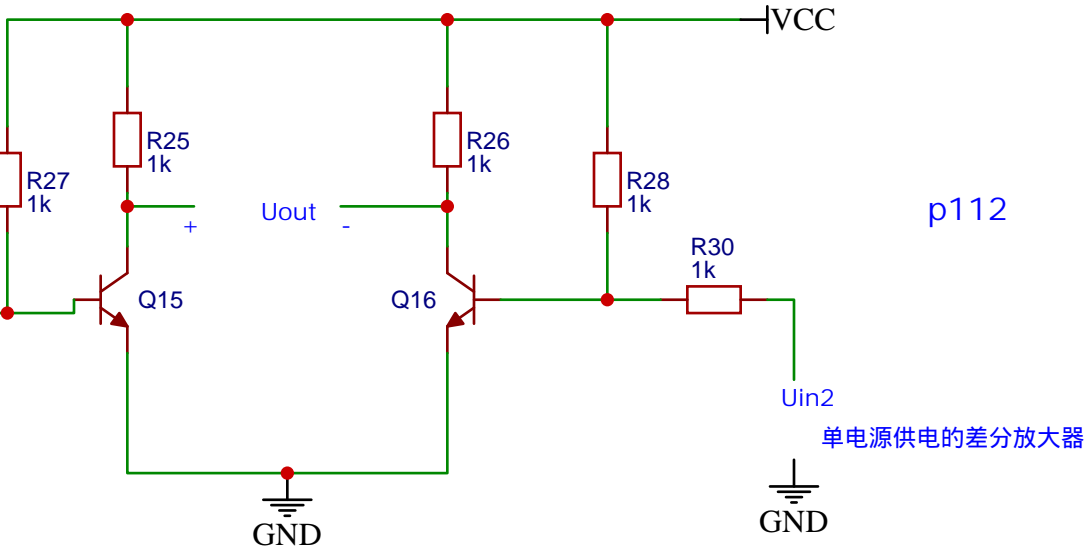 VCC
R25
1k
R26
1k
R27
1k
R28
1k
Uout
+
-
p112
R30
1k
Q15
Q16
Uin2
单电源供电的差分放大器
GND
GND